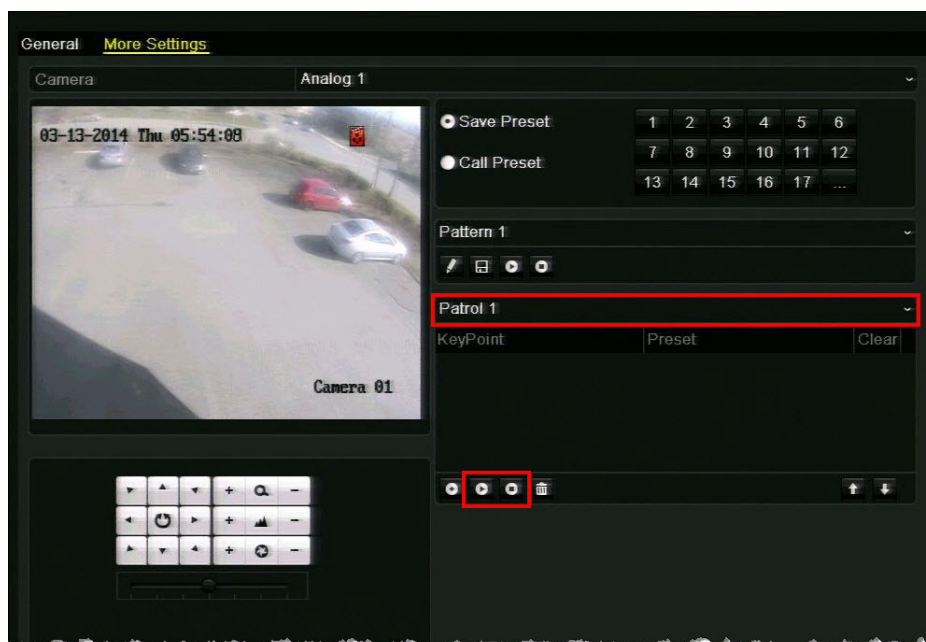 General More Settings
Camera Analog 1
03-13-2014 Thu 05:54:08
Camera 01
Save Preset
Call Preset
1 2 3 4 5 6
7 8 9 10 11 12
13 14 15 16 17 ...
Pattern 1
Patrol 1
KeyPoint Preset Clear